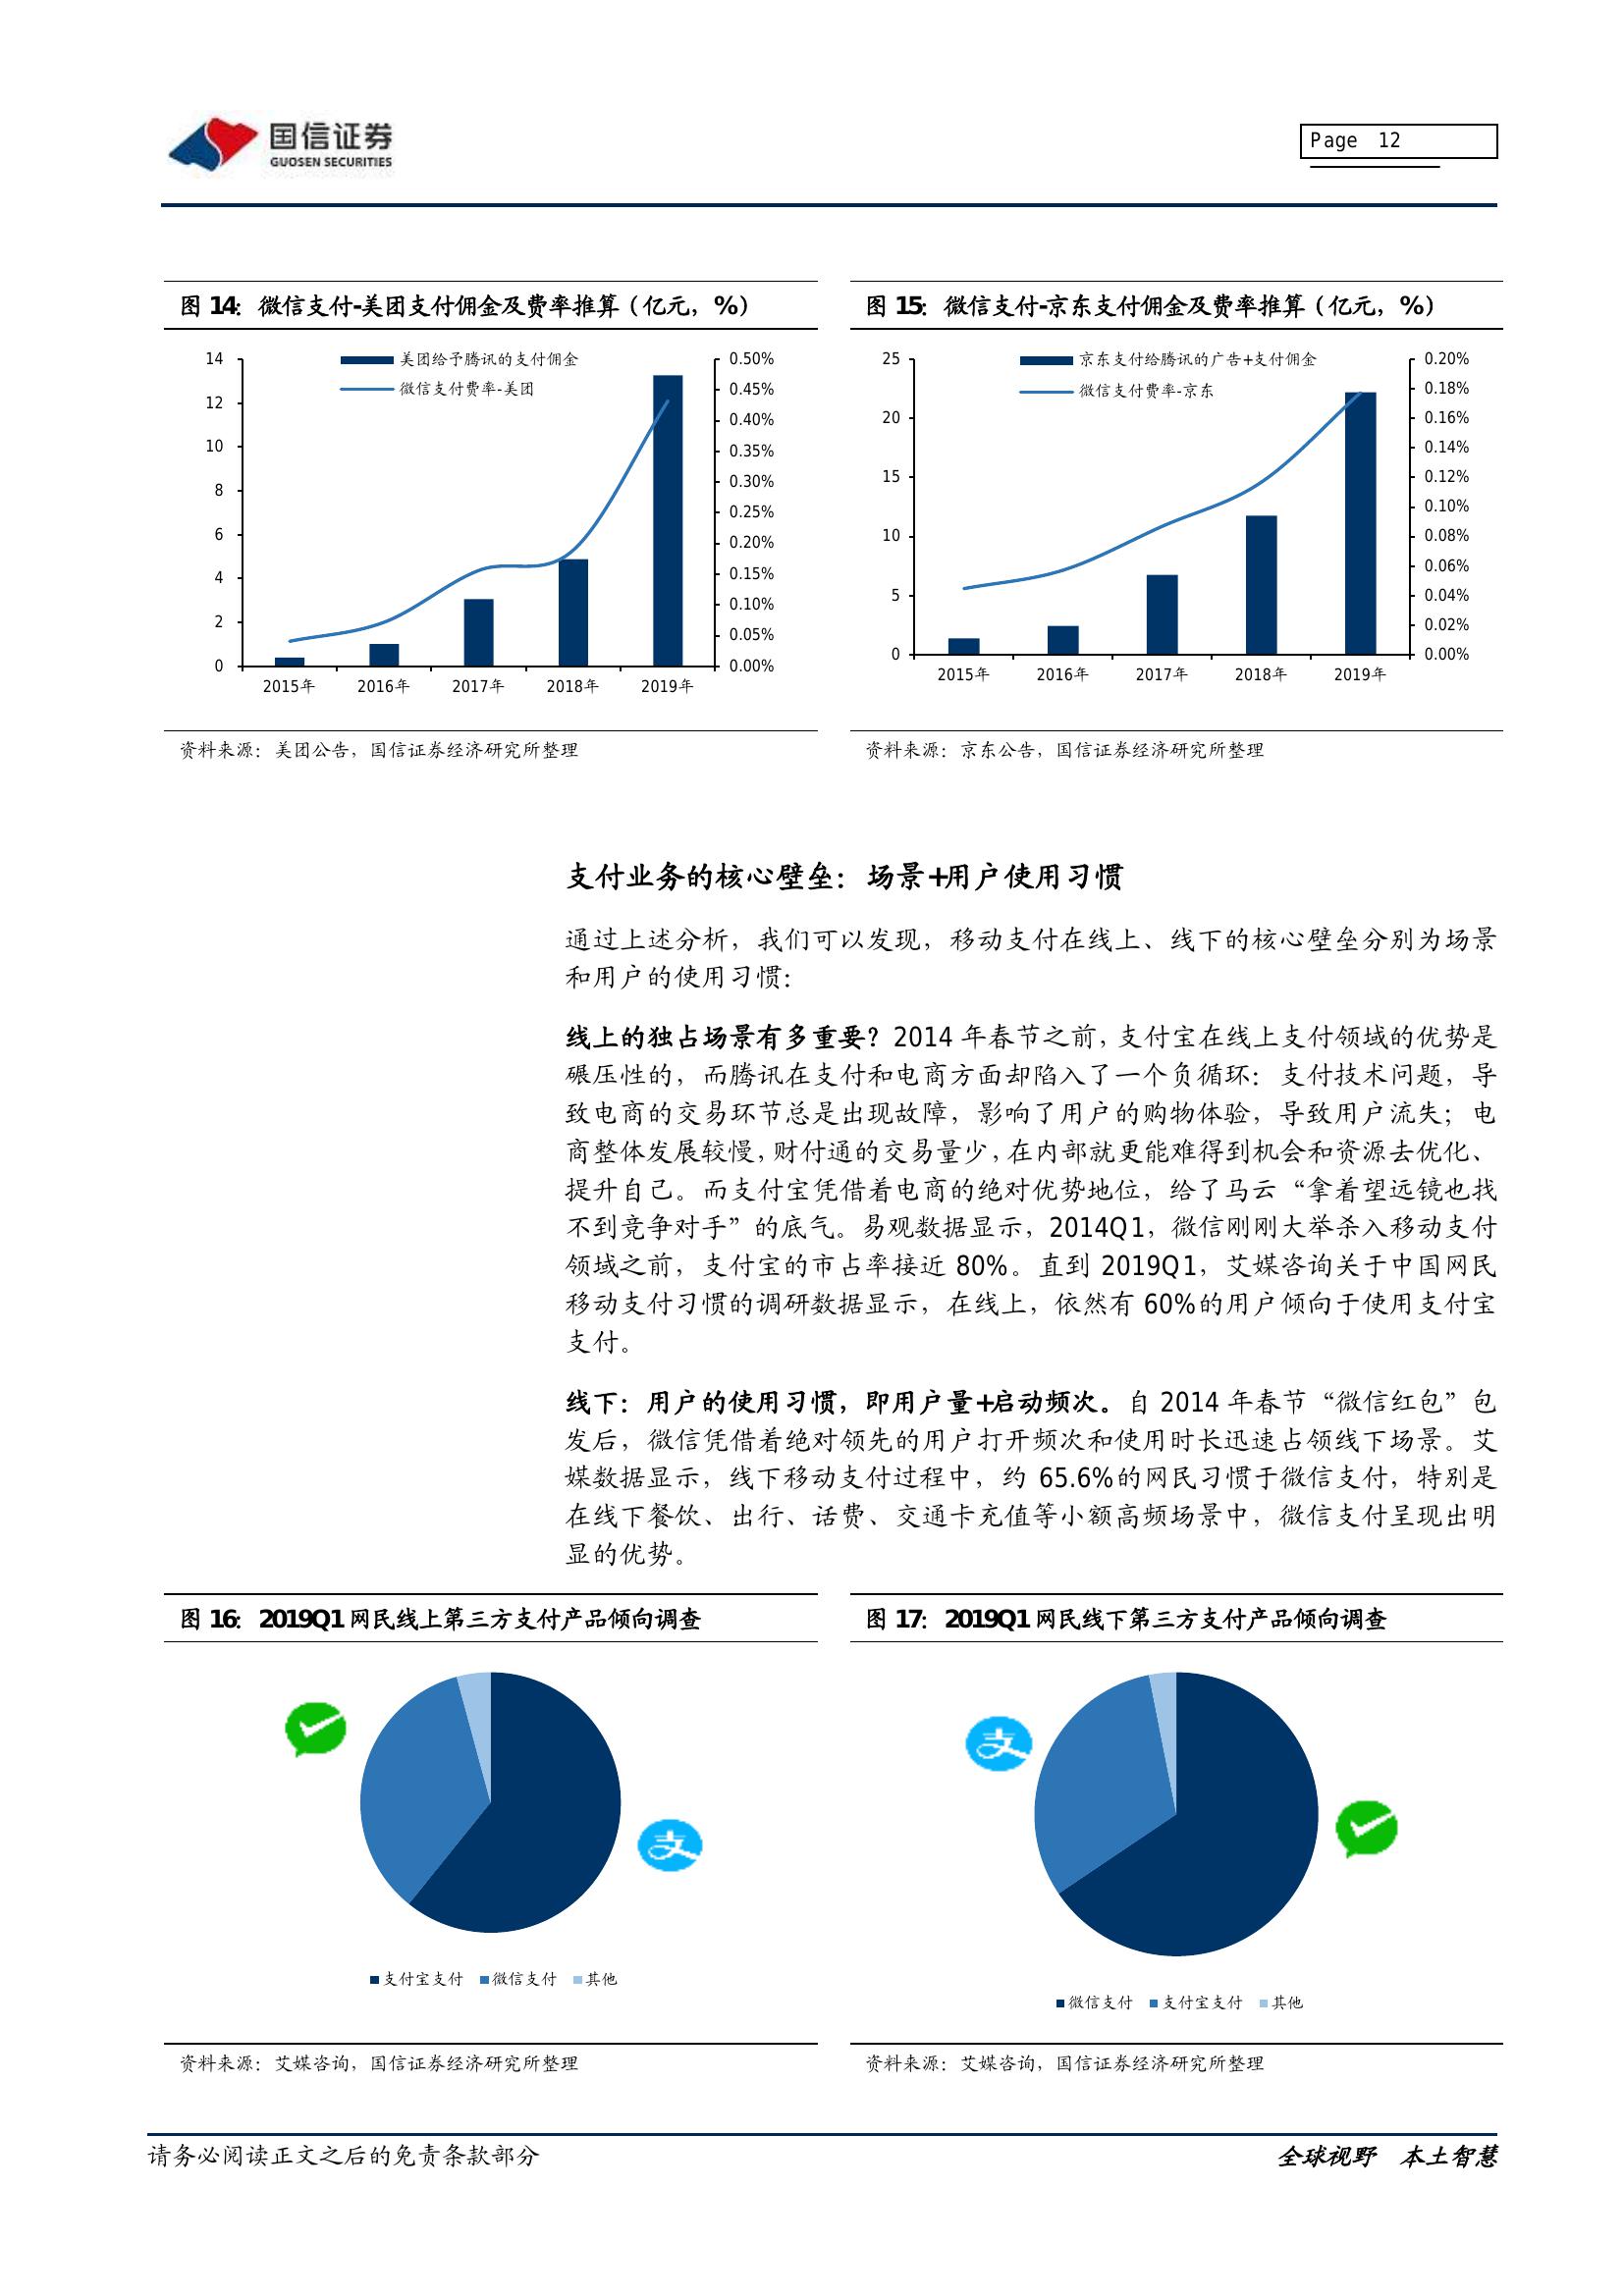 国信证券
GUOSEN SECURITIES
Page 12
图 14：微信支付-美团支付佣金及费率推算（亿元，%）
14
12
10
8
6
4
2
0
美团给予腾讯的支付佣金
微信支付费率-美团
0.50%
0.45%
0.40%
0.35%
0.30%
0.25%
0.20%
0.15%
0.10%
0.05%
0.00%
2015年 2016年 2017年 2018年 2019年
资料来源：美团公告，国信证券经济研究所整理
图 15：微信支付-京东支付佣金及费率推算（亿元，%）
25
20
15
10
5
0
京东支付给腾讯的广告+支付佣金
微信支付费率-京东
0.20%
0.18%
0.16%
0.14%
0.12%
0.10%
0.08%
0.06%
0.04%
0.02%
0.00%
2015年 2016年 2017年 2018年 2019年
资料来源：京东公告，国信证券经济研究所整理
支付业务的核心壁垒：场景+用户使用习惯
通过上述分析，我们可以发现，移动支付在线上、线下的核心壁垒分别为场景
和用户的使用习惯：
线上的独占场景有多重要？2014 年春节之前，支付宝在线上支付领域的优势是
碾压性的，而腾讯在支付和电商方面却陷入了一个负循环：支付技术问题，导
致电商的交易环节总是出现故障，影响了用户的购物体验，导致用户流失；电
商整体发展较慢，财付通的交易量少，在内部就更能难得到机会和资源去优化、
提升自己。而支付宝凭借着电商的绝对优势地位，给了马云“拿着望远镜也找
不到竞争对手”的底气。易观数据显示，2014Q1，微信刚刚大举杀入移动支付
领域之前，支付宝的市占率接近 80%。直到 2019Q1，艾媒咨询关于中国网民
移动支付习惯的调研数据显示，在线上，依然有 60%的用户倾向于使用支付宝
支付。
线下：用户的使用习惯，即用户量+启动频次。自 2014 年春节“微信红包”包
发后，微信凭借着绝对领先的用户打开频次和使用时长迅速占领线下场景。艾
媒数据显示，线下移动支付过程中，约 65.6%的网民习惯于微信支付，特别是
在线下餐饮、出行、话费、交通卡充值等小额高频场景中，微信支付呈现出明
显的优势。
图 16：2019Q1 网民线上第三方支付产品倾向调查
支
支付宝支付 微信支付 其他
资料来源：艾媒咨询，国信证券经济研究所整理
图 17：2019Q1 网民线下第三方支付产品倾向调查
支
微信支付 支付宝支付 其他
资料来源：艾媒咨询，国信证券经济研究所整理
请务必阅读正文之后的免责条款部分
全球视野 本土智慧